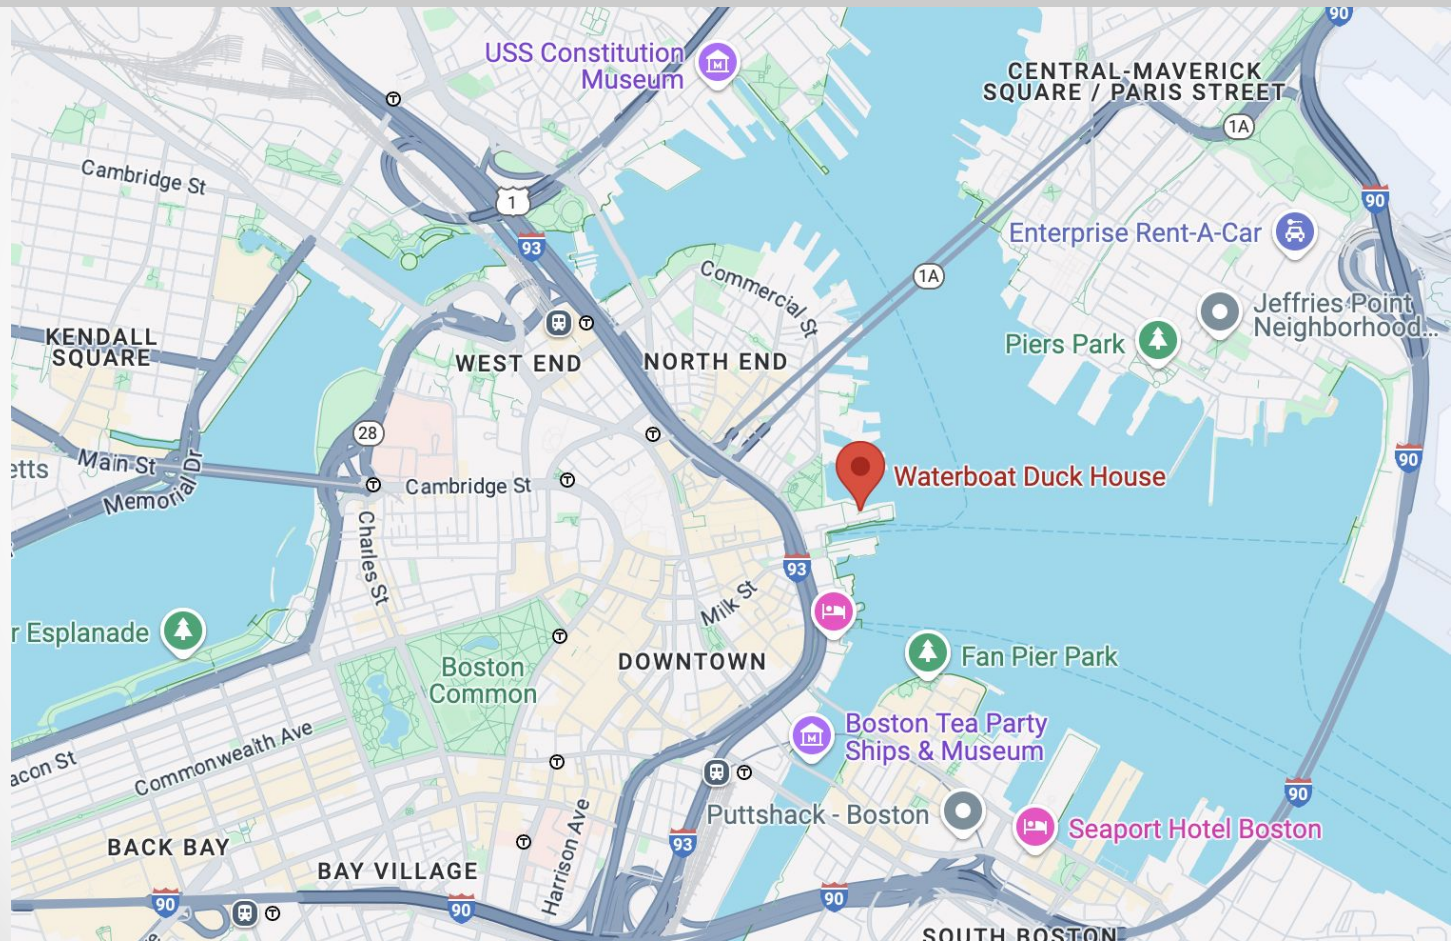 90
USS Constitution
Museum
CENTRAL-MAVERICK
SQUARE / PARIS STREET
T
1A
Cambridge St
1
90
93
Enterprise Rent-A-Car
1A
Commercial St
Jeffries Point
Neighborhood...
T
KENDALL
SQUARE
Piers Park
WEST END
NORTH END
28
T
90
etts
Main St
Memorial Dr
Waterboat Duck House
T
Cambridge St
T
Charles St
93
Milk St
r Esplanade
T
Boston
Common
DOWNTOWN
Fan Pier Park
Boston Tea Party
Ships & Museum
M
acon St
Commonwealth Ave
T
T
90
Puttshack - Boston
Seaport Hotel Boston
BACK BAY
T
93
Harrison Ave
BAY VILLAGE
90
90
90
T
SOUTH BOSTON